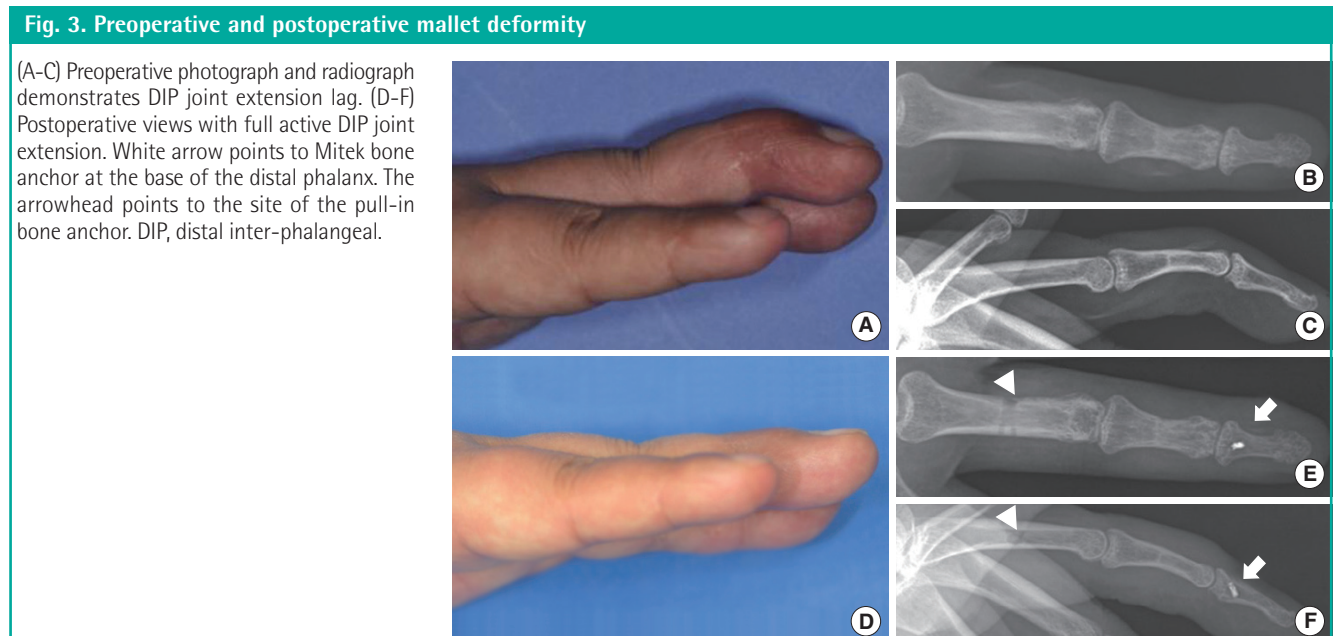 Fig. 3. Preoperative and postoperative mallet deformity
(A-C) Preoperative photograph and radiograph
demonstrates DIP joint extension lag. (D-F)
Postoperative views with full active DIP joint
extension. White arrow points to Mitek bone
anchor at the base of the distal phalanx. The
arrowhead points to the site of the pull-in
bone anchor. DIP, distal inter-phalangeal.
A
B
C
D
E
F